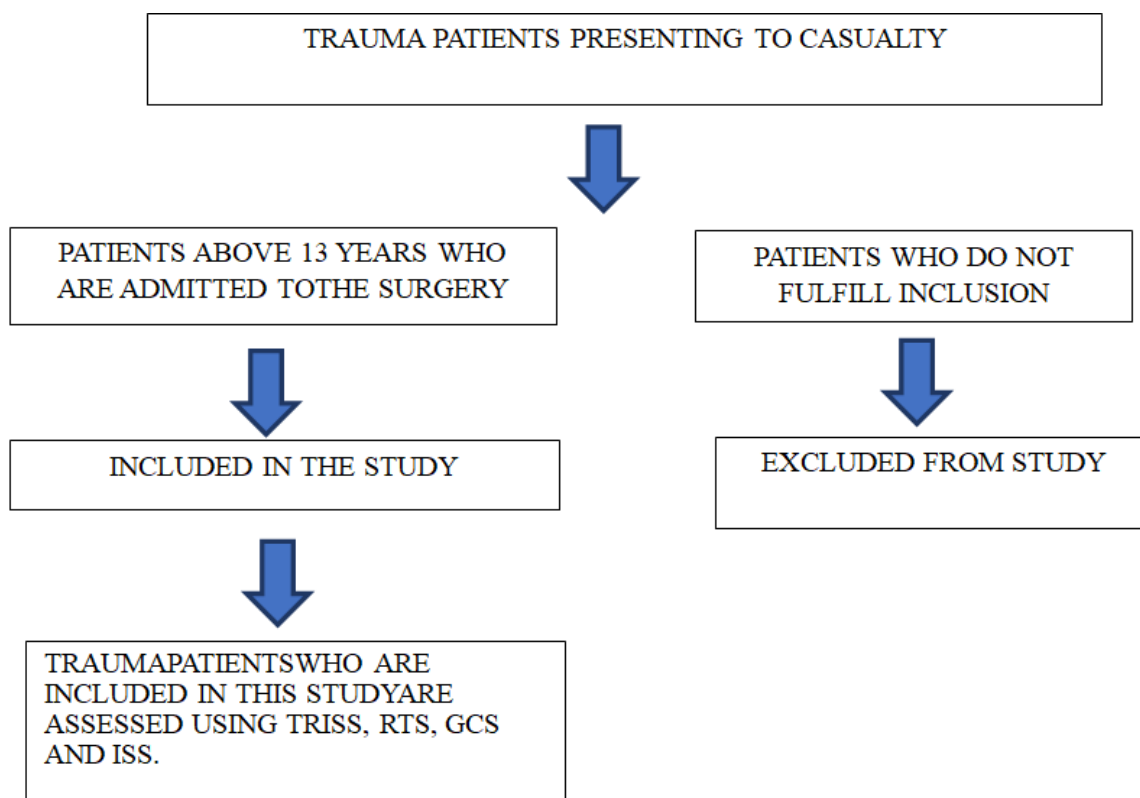 TRAUMA PATIENTS PRESENTING TO CASUALTY
PATIENTS ABOVE 13 YEARS WHO
ARE ADMITTED TOTHE SURGERY
PATIENTS WHO DO NOT
FULFILL INCLUSION
INCLUDED IN THE STUDY
EXCLUDED FROM STUDY
TRAUMAPATIENTSWHO ARE
INCLUDED IN THIS STUDYARE
ASSESSED USING TRISS, RTS, GCS
AND ISS.